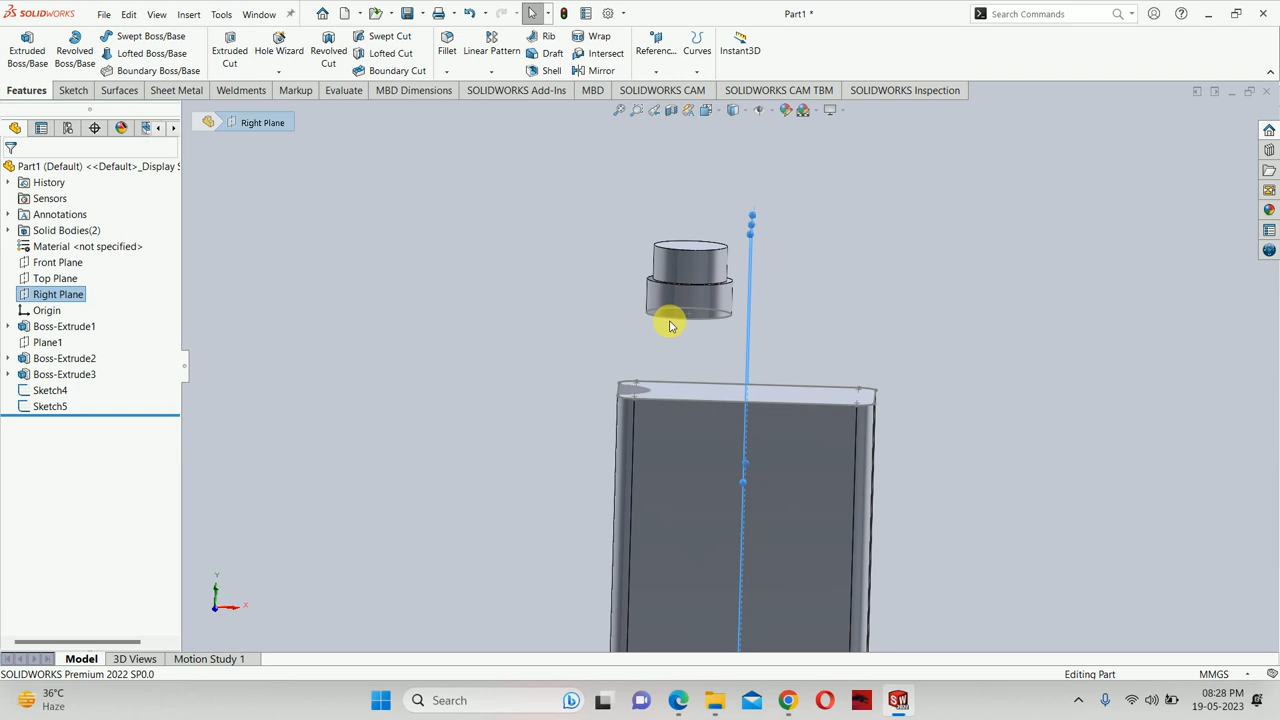 SOLIDWORKS
File
Edit
View
Insert
Tools
Window
Part1 *
Search Commands
Extruded Boss/Base
Revolved Boss/Base
Swept Boss/Base
Lofted Boss/Base
Boundary Boss/Base
Extruded Cut
Hole Wizard
Revolved Cut
Swept Cut
Lofted Cut
Boundary Cut
Fillet
Linear Pattern
Rib
Draft
Shell
Wrap
Intersect
Mirror
Referenc...
Curves
Instant3D
Features
Sketch
Surfaces
Sheet Metal
Weldments
Markup
Evaluate
MBD Dimensions
SOLIDWORKS Add-Ins
MBD
SOLIDWORKS CAM
SOLIDWORKS CAM TBM
SOLIDWORKS Inspection
Right Plane
Part1 (Default) <<Default>_Display S
History
Sensors
Annotations
Solid Bodies(2)
Material <not specified>
Front Plane
Top Plane
Right Plane
Origin
Boss-Extrude1
Plane1
Boss-Extrude2
Boss-Extrude3
Sketch4
Sketch5
Y
X
Model
3D Views
Motion Study 1
SOLIDWORKS Premium 2022 SP0.0
Editing Part
MMGS
36°C
Haze
Search
08:28 PM
19-05-2023